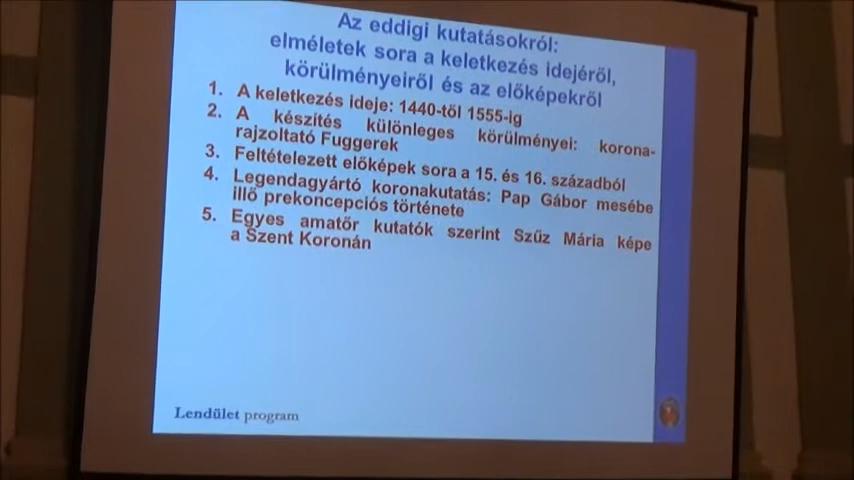 Az eddigi kutatásokról:
elméletek sora a keletkezés idejéről,
körülményeiről és az előképekről
1. A keletkezés ideje: 1440-től 1555-ig
2. A készítés különleges körülményei: korona-
rajzoltató Fuggerek
3. Feltételezett előképek sora a 15. és 16. századból
4. Legendagyártó koronakutatás: Pap Gábor mesébe
illő prekoncepciós története
5. Egyes amatőr kutatók szerint Szűz Mária képe
a Szent Koronán
Lendület program